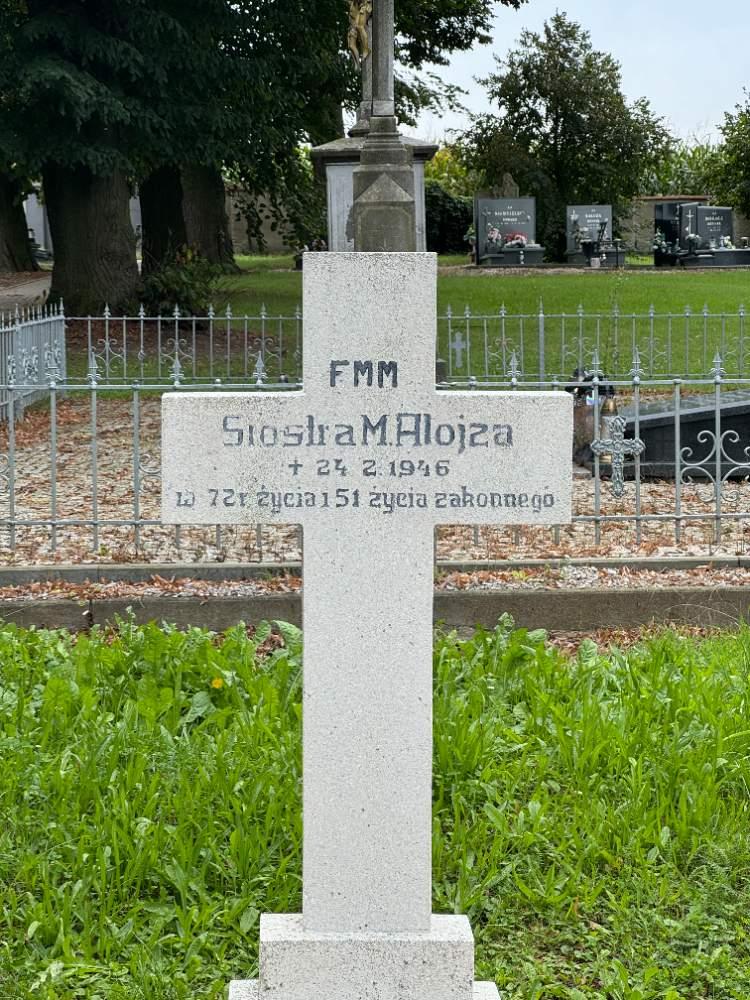 FMM
Siostra M. Alojza
+ 24 2. 1946
w 72 r życia i 51 życia zakonnego